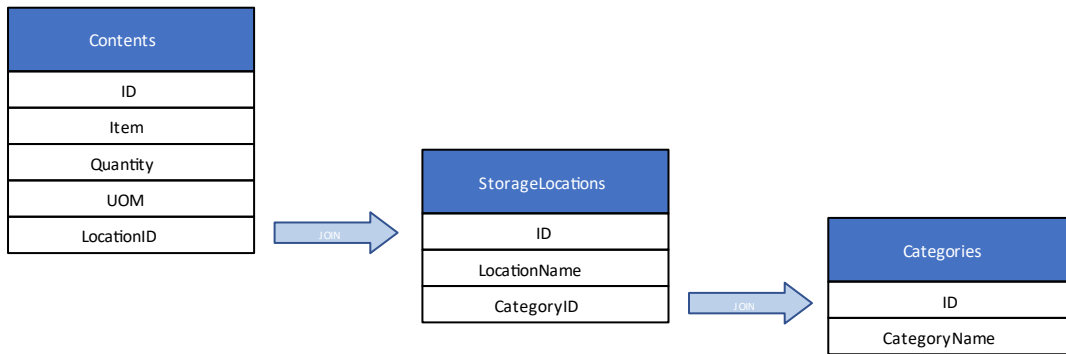 Contents
ID
Item
Quantity
UOM
LocationID
JOIN
StorageLocations
ID
LocationName
CategoryID
JOIN
Categories
ID
CategoryName